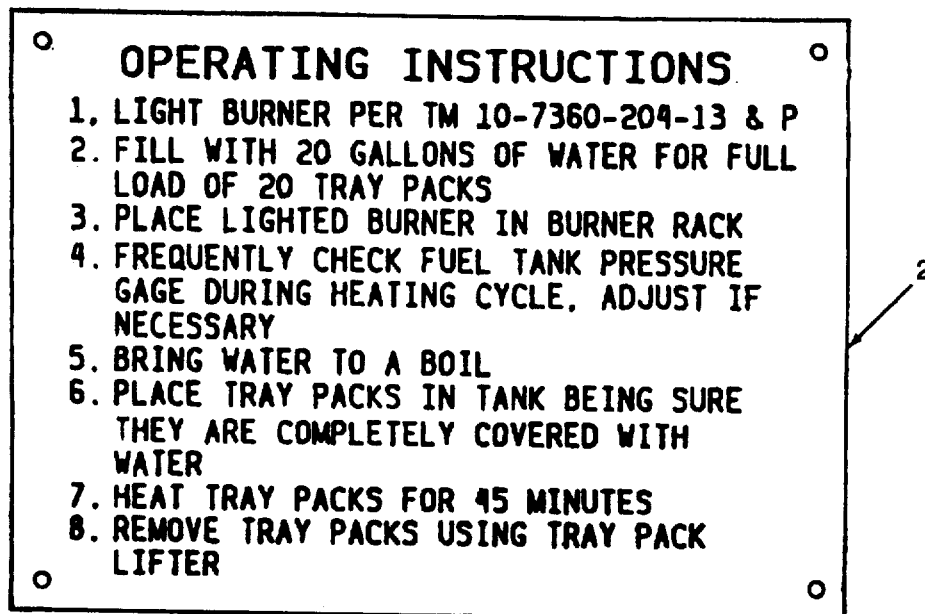 OPERATING INSTRUCTIONS
1. LIGHT BURNER PER TM 10-7360-204-13 & P
2. FILL WITH 20 GALLONS OF WATER FOR FULL
LOAD OF 20 TRAY PACKS
3. PLACE LIGHTED BURNER IN BURNER RACK
4. FREQUENTLY CHECK FUEL TANK PRESSURE
GAGE DURING HEATING CYCLE. ADJUST IF
NECESSARY
5. BRING WATER TO A BOIL
6. PLACE TRAY PACKS IN TANK BEING SURE
THEY ARE COMPLETELY COVERED WITH
WATER
7. HEAT TRAY PACKS FOR 45 MINUTES
8. REMOVE TRAY PACKS USING TRAY PACK
LIFTER
2